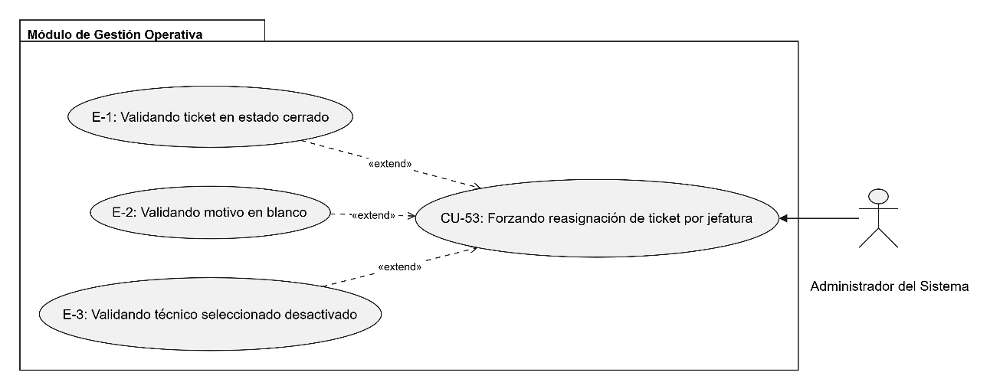 Módulo de Gestión Operativa
E-1: Validando ticket en estado cerrado
«extend»
E-2: Validando motivo en blanco
«extend»
CU-53: Forzando reasignación de ticket por jefatura
«extend»
Administrador del Sistema
E-3: Validando técnico seleccionado desactivado